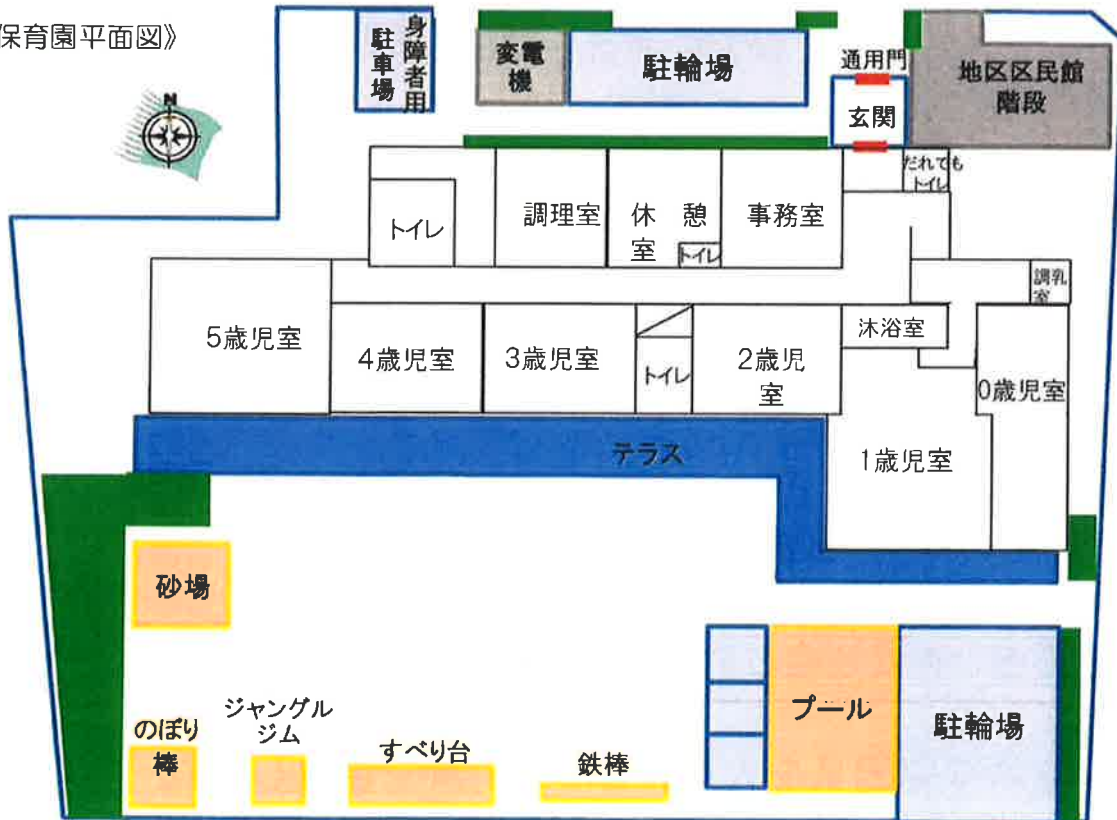 保育園平面図》
N
身障者用
駐車場
変電
機
駐輪場
通用門
玄関
地区区民館
階段
だれでも
トイレ
トイレ
調理室
休 憩
室
トイレ
事務室
調乳
室
5歳児室
4歳児室
3歳児室
トイレ
2歳児
室
沐浴室
0歳児室
1歳児室
テラス
砂場
のぼり
棒
ジャングル
ジム
すべり台
鉄棒
プール
駐輪場